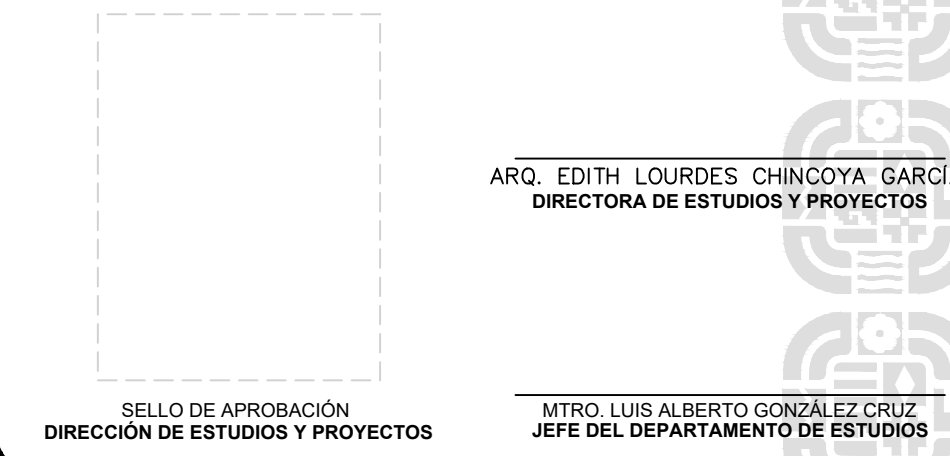 ARQ. EDITH LOURDES CHINCOYA GARCÍ
DIRECTORA DE ESTUDIOS Y PROYECTOS
SELLO DE APROBACIÓN
DIRECCIÓN DE ESTUDIOS Y PROYECTOS
MTRO. LUIS ALBERTO GONZÁLEZ CRUZ
JEFE DEL DEPARTAMENTO DE ESTUDIOS